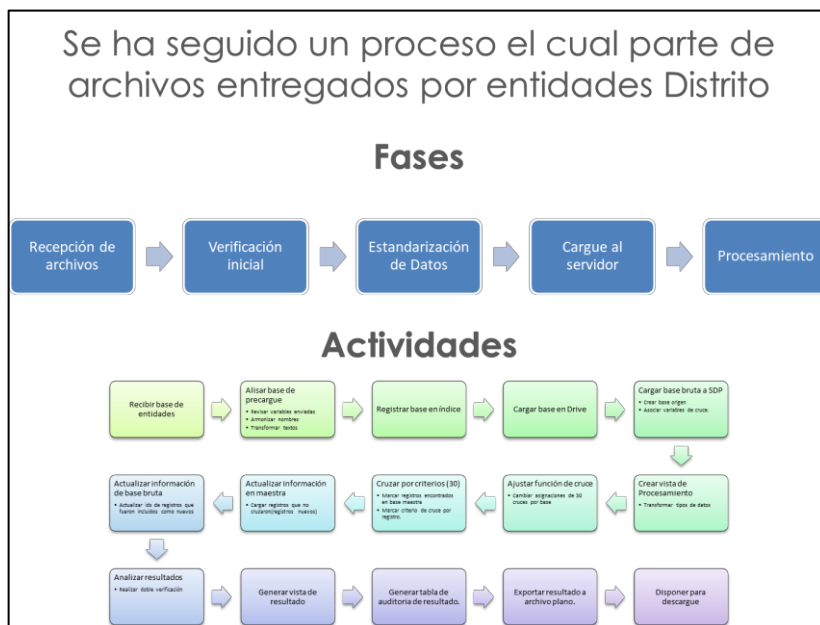 Se ha seguido un proceso el cual parte de
archivos entregados por entidades Distrito
Fases
Recepción de
archivos
Verificación
inicial
Estandarización
de Datos
Cargue al
servidor
Procesamiento
Actividades
Recibir base de
entidades
Alisar base de
precargue
• Revisar variables enviadas
• Armonizar nombres
• Transformar textos
Registrar base en índice
Cargar base en Drive
Cargar base bruta a SDP
• Crear base origen
• Asociar variables de cruce.
Crear vista de
Procesamiento
• Transformar tipos de datos
Ajustar función de cruce
• Cambiar asignaciones de 30
cruces por base
Cruzar por criterios (30)
• Marcar registros encontrados
en base maestra
• Marcar criterio de cruce por
registro.
Actualizar información
en maestra
• Cargar registros que no
cruzaron(registros nuevos)
Actualizar información
de base bruta
• Actualizar ids de registros que
fueron incluidos como nuevos
Analizar resultados
• Realizar doble verificación
Generar vista de
resultado
Generar tabla de
auditoria de resultado.
Exportar resultado a
archivo plano.
Disponer para
descargue